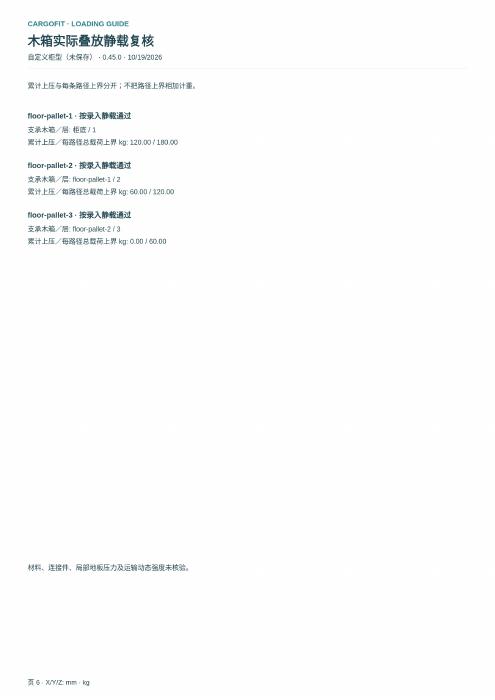 CARGOFIT · LOADING GUIDE
木箱实际叠放静载复核
自定义柜型（未保存） · 0.45.0 · 10/19/2026
累计上压与每条路径上界分开；不把路径上界相加计重。
floor-pallet-1 · 按录入静载通过
支承木箱／层: 柜底 / 1
累计上压／每路径总载荷上界 kg: 120.00 / 180.00
floor-pallet-2 · 按录入静载通过
支承木箱／层: floor-pallet-1 / 2
累计上压／每路径总载荷上界 kg: 60.00 / 120.00
floor-pallet-3 · 按录入静载通过
支承木箱／层: floor-pallet-2 / 3
累计上压／每路径总载荷上界 kg: 0.00 / 60.00
材料、连接件、局部地板压力及运输动态强度未核验。
页 6 · X/Y/Z: mm · kg